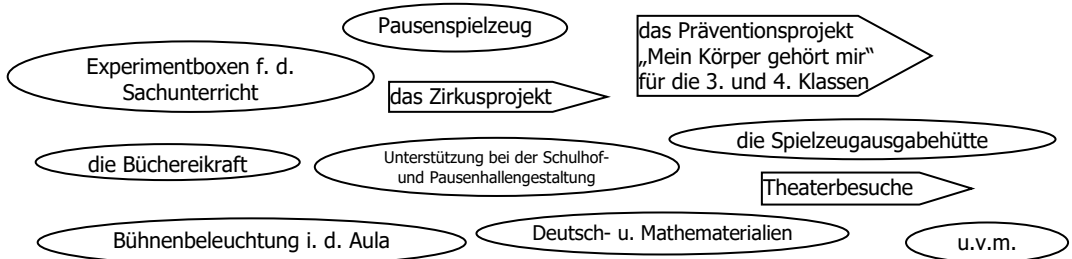 Pausenspielzeug
das Präventionsprojekt
„Mein Körper gehört mir“
für die 3. und 4. Klassen
Experimentboxen f. d.
Sachunterricht
das Zirkusprojekt
die Spielzeugausgabehütte
die Büchereikraft
Unterstützung bei der Schulhof-
und Pausenhallengestaltung
Theaterbesuche
Bühnenbeleuchtung i. d. Aula
Deutsch- u. Mathematerialien
u.v.m.